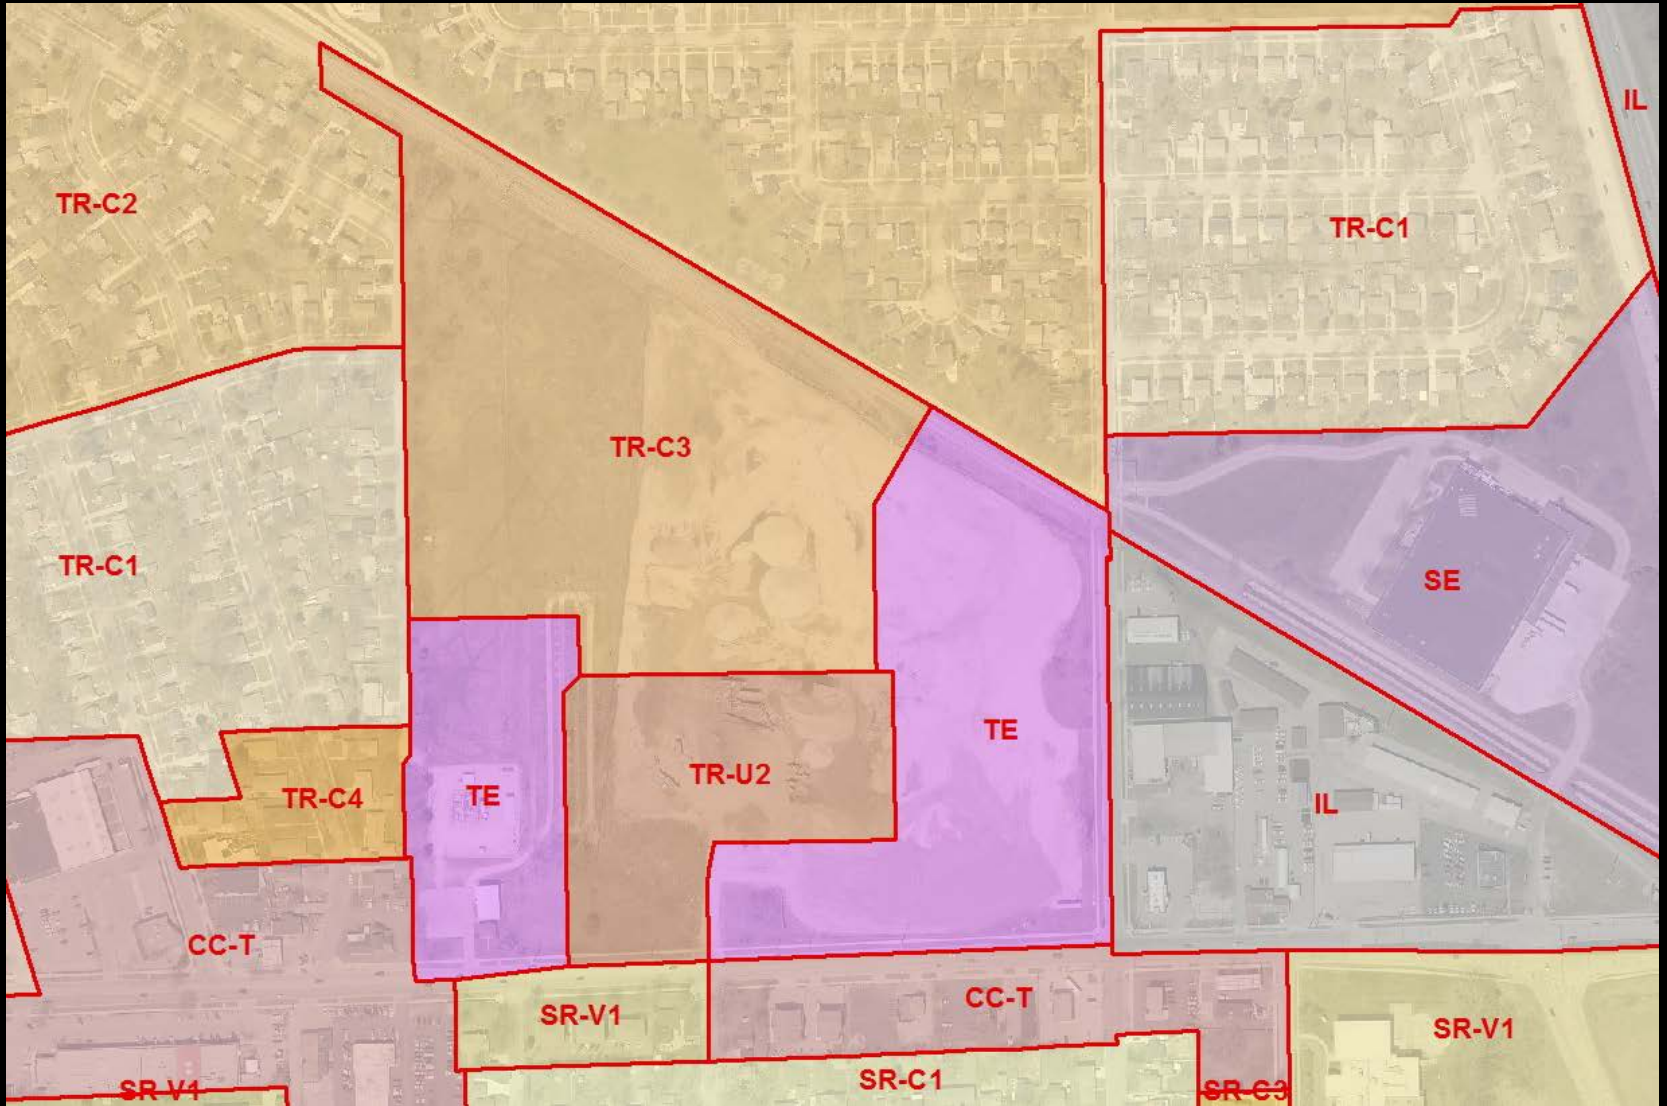 IL
TR-C2
TR-C1
TR-C3
TR-C1
SE
TE
TR-U2
TE
TR-C4
IL
CC-T
CC-T
SR-V1
SR-V1
SR-C1
SR-V1
SR-C3